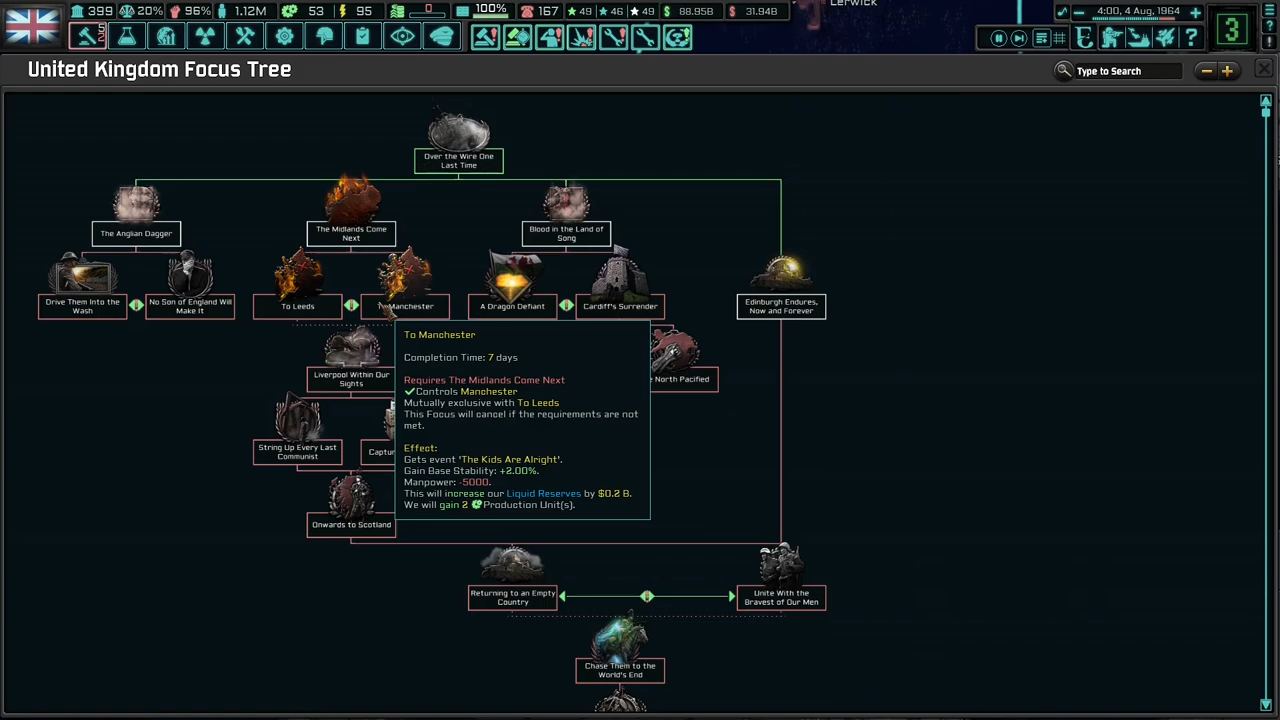 Lerwick
399 20% 96% 1.12M 53 95 0 100% 167 49 46 49 $ 88.95B $ 31.94B
4:00, 4 Aug, 1964
3
United Kingdom Focus Tree
Type to Search
Over the Wire One
Last Time
The Anglian Dagger
The Midlands Come
Next
Blood in the Land of
Song
Drive Them Into the
Wash
No Son of England Will
Make It
To Leeds
To Manchester
A Dragon Defiant
Cardiff's Surrender
Edinburgh Endures,
Now and Forever
To Manchester
Completion Time: 7 days
Requires The Midlands Come Next
Controls Manchester
Mutually exclusive with To Leeds
This Focus will cancel if the requirements are not
met.
Effect:
Gets event 'The Kids Are Alright'.
Gain Base Stability: +2.00%.
Manpower: -5000.
This will increase our Liquid Reserves by $0.2 B.
We will gain 2 Production Unit(s).
Liverpool Within Our
Sights
North Pacified
String Up Every Last
Communist
Captur
Onwards to Scotland
Returning to an Empty
Country
Unite With the
Bravest of Our Men
Chase Them to the
World's End